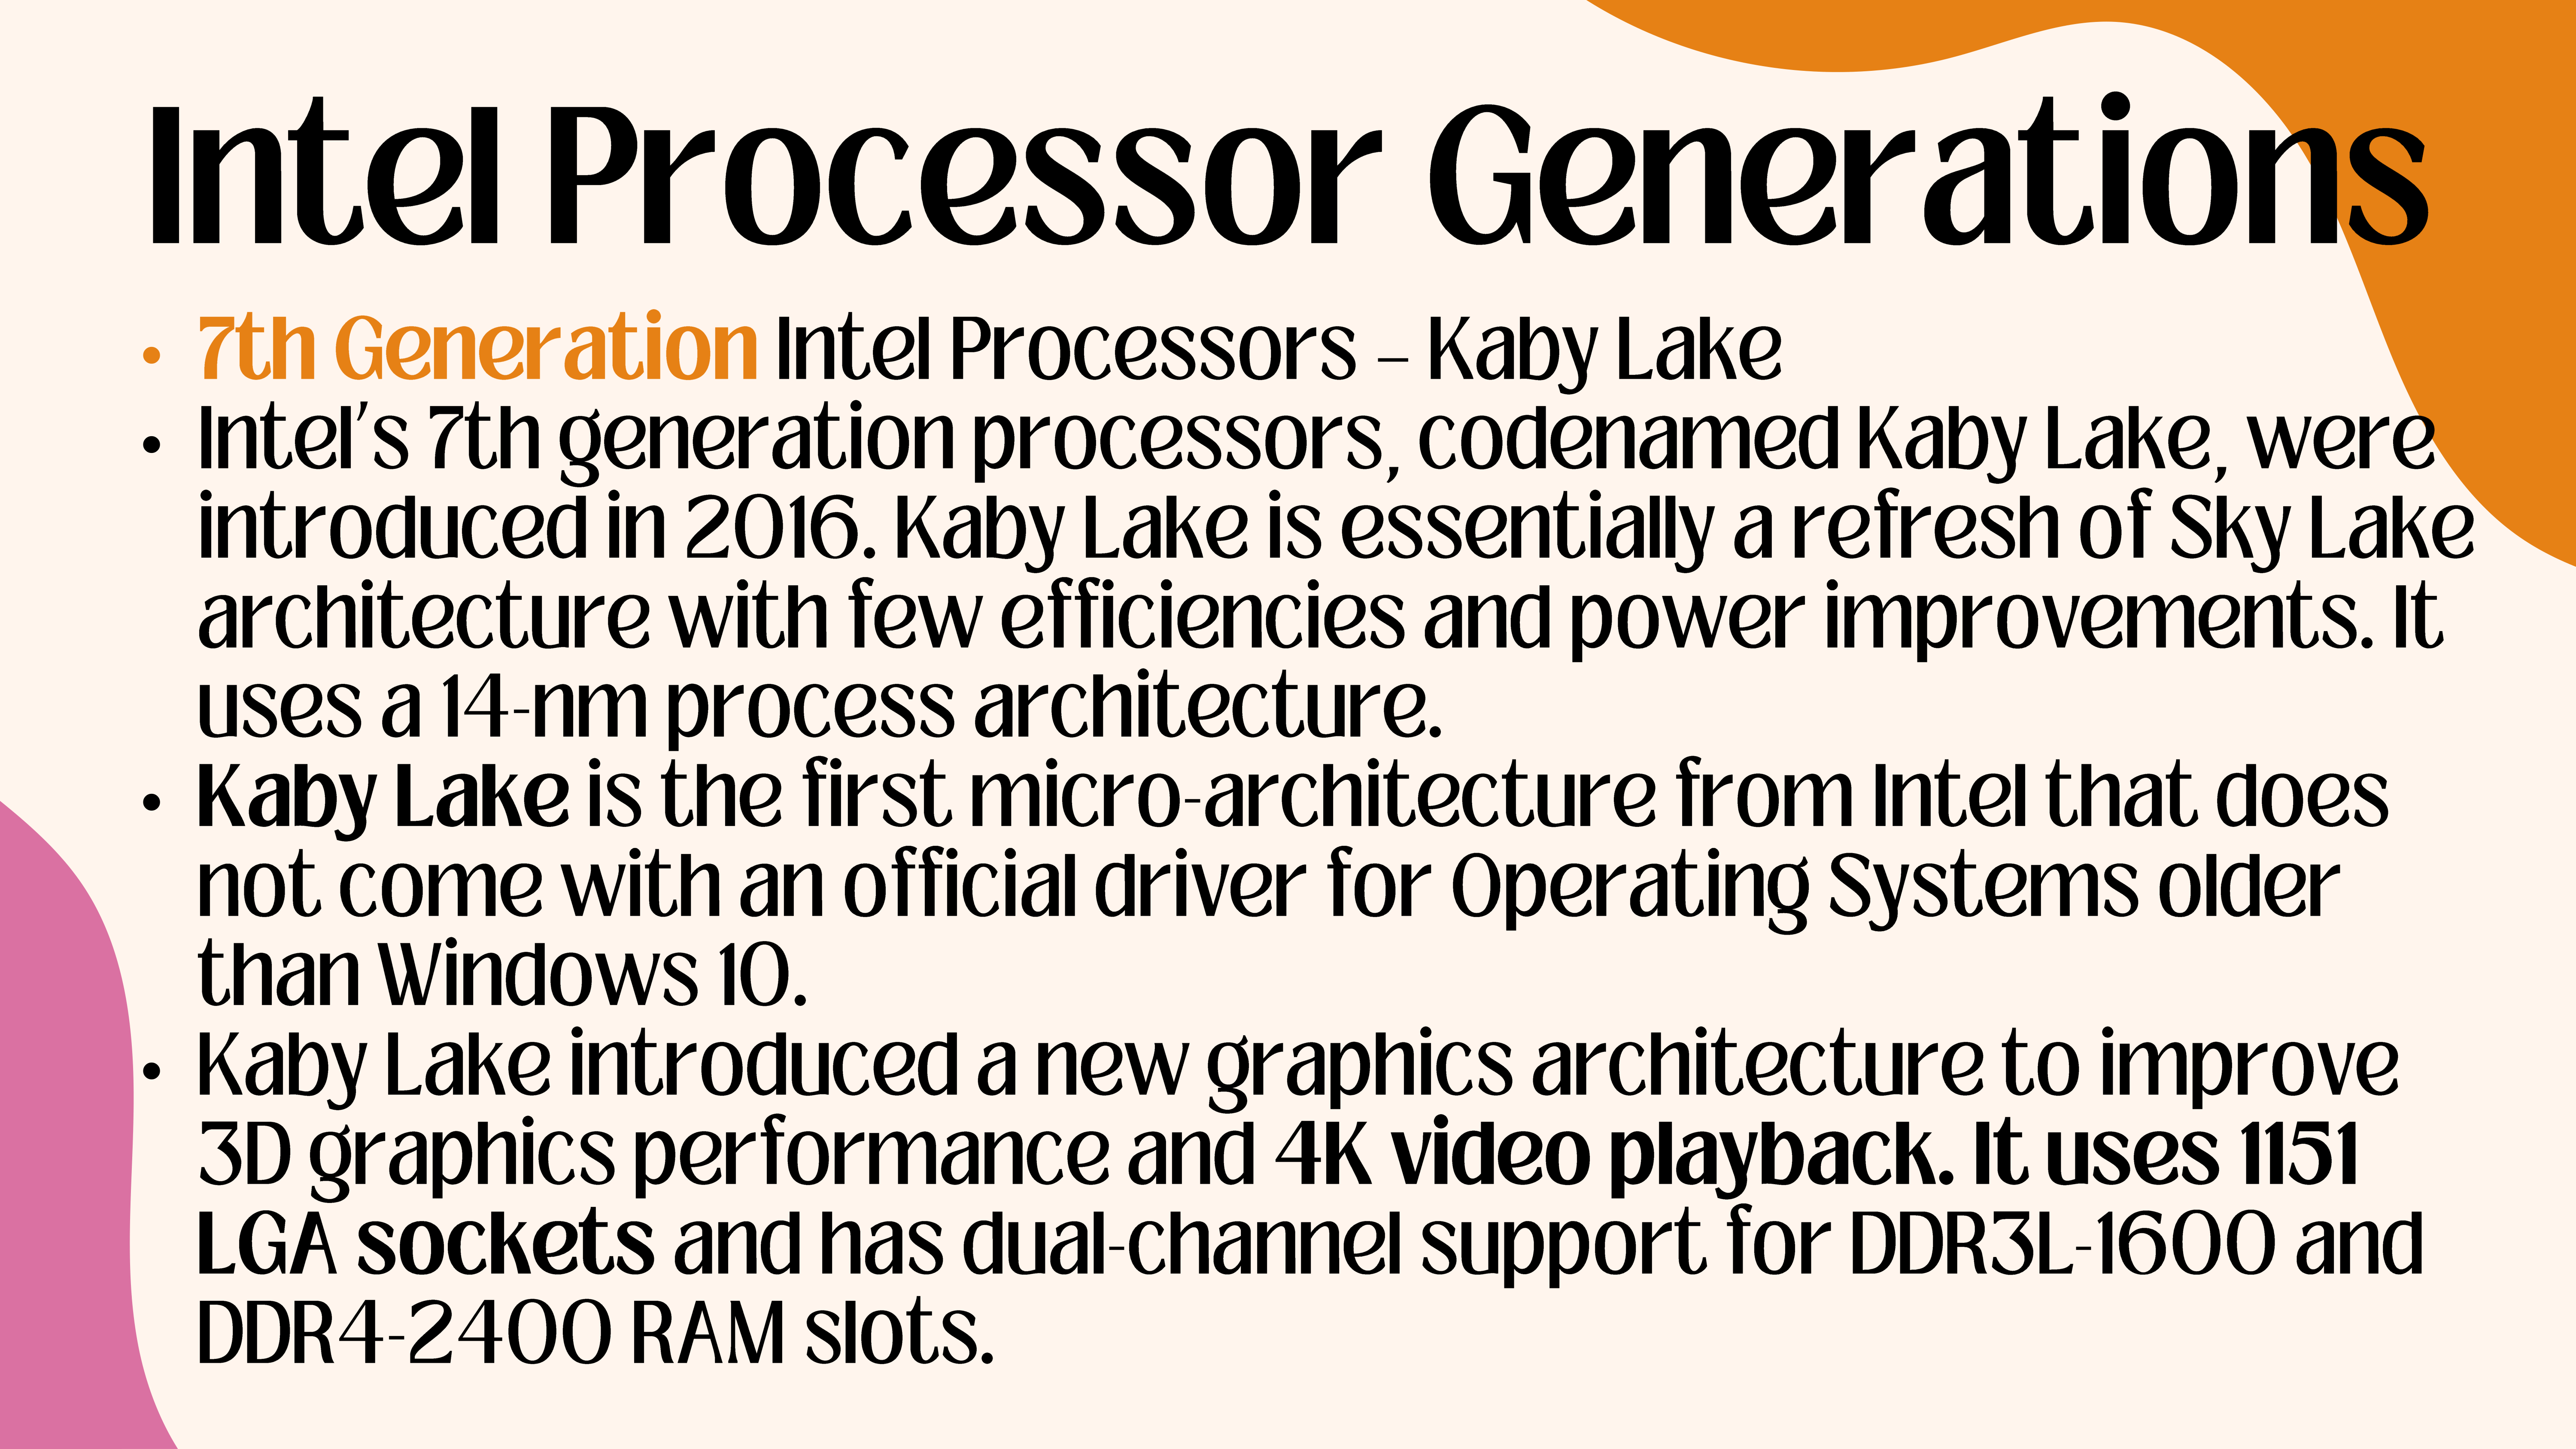 Intel Processor Generations
• 7th Generation Intel Processors – Kaby Lake
• Intel's 7th generation processors, codenamed Kaby Lake, were
introduced in 2016. Kaby Lake is essentially a refresh of Sky Lake
architecture with few efficiencies and power improvements. It
uses a 14-nm process architecture.
• Kaby Lake is the first micro-architecture from Intel that does
not come with an official driver for Operating Systems older
than Windows 10.
• Kaby Lake introduced a new graphics architecture to improve
3D graphics performance and 4K video playback. It uses 1151
LGA sockets and has dual-channel support for DDR3L-1600 and
DDR4-2400 RAM slots.